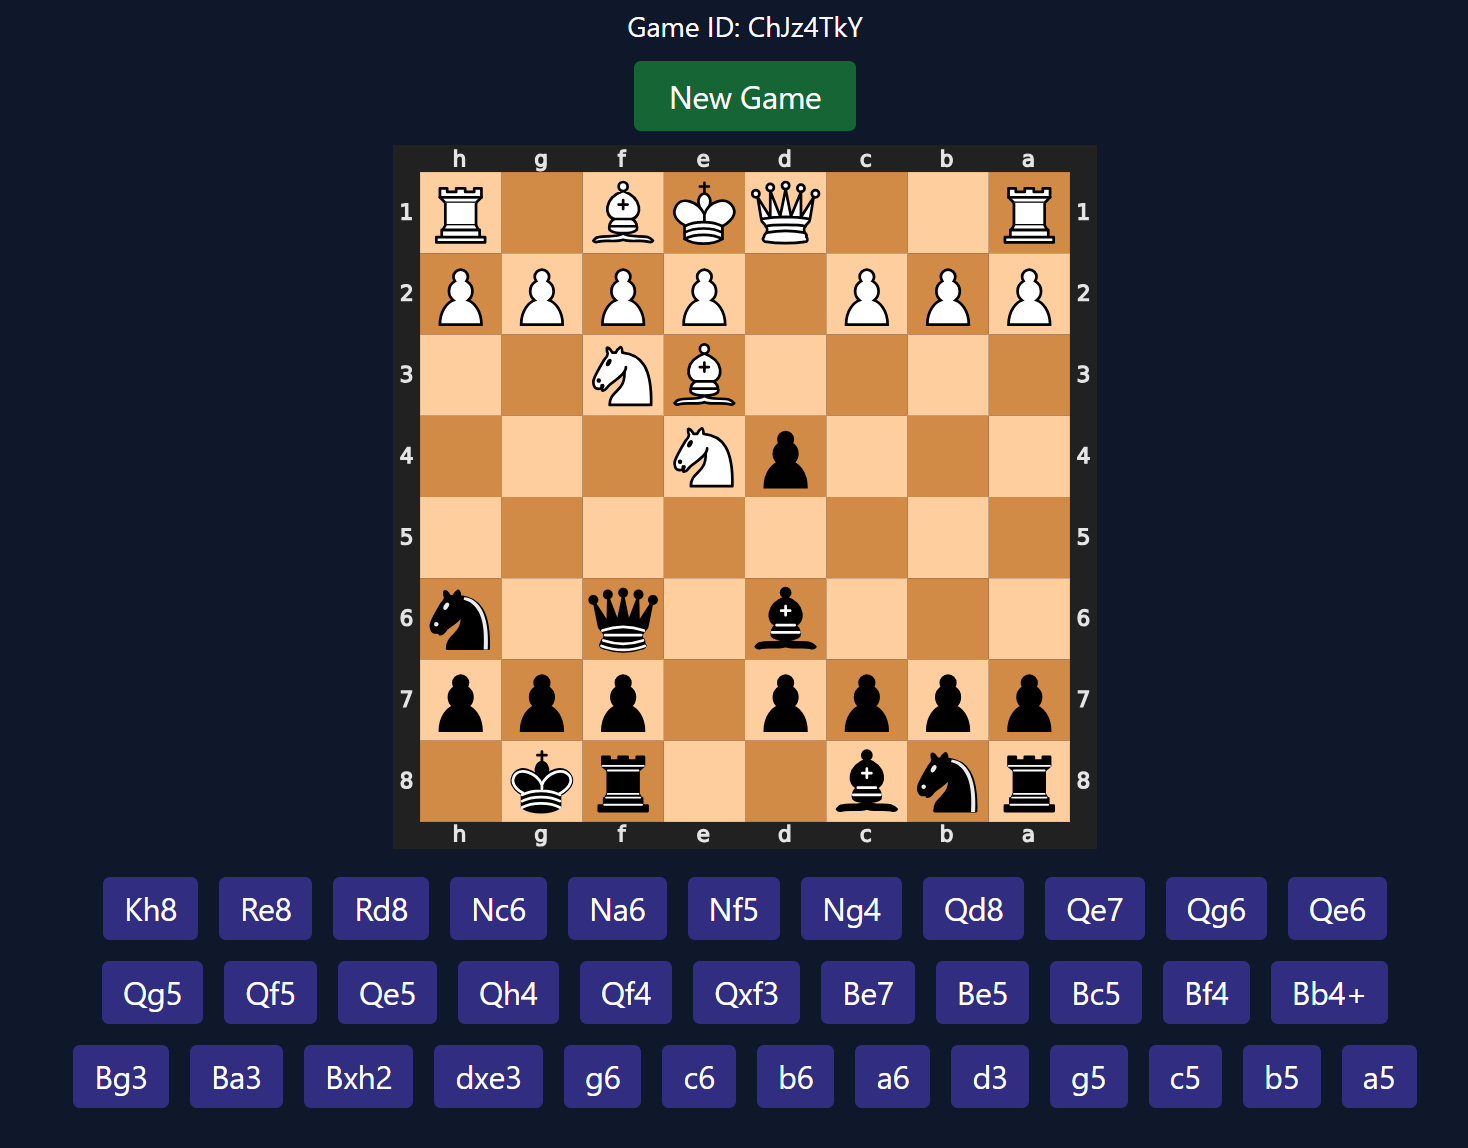 Game ID: ChJz4TkY
New Game
h g f e d c b a
1 1
2 2
3 3
4 4
5 5
6 6
7 7
8 8
h g f e d c b a
Kh8 Re8 Rd8 Nc6 Na6 Nf5 Ng4 Qd8 Qe7 Qg6 Qe6
Qg5 Qf5 Qe5 Qh4 Qf4 Qxf3 Be7 Be5 Bc5 Bf4 Bb4+
Bg3 Ba3 Bxh2 dxe3 g6 c6 b6 a6 d3 g5 c5 b5 a5